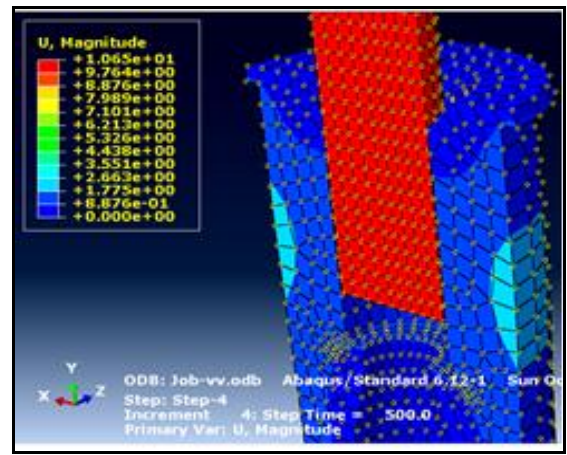 U, Magnitude
+1.065e+01
+9.764e+00
+8.876e+00
+7.989e+00
+7.101e+00
+6.213e+00
+5.326e+00
+4.438e+00
+3.551e+00
+2.663e+00
+1.775e+00
+8.876e-01
+0.000e+00
Y
X
Z
ODB: Job-vv.odb Abaqus/Standard 6.12-1 Sun Oc
Step: Step-4
Increment 4: Step Time = 500.0
Primary Var: U, Magnitude